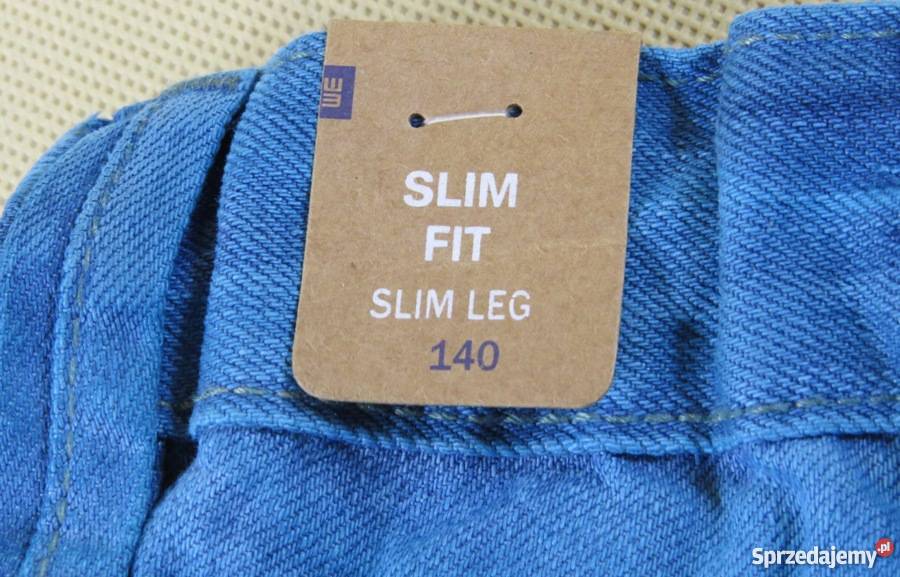 WE
SLIM
FIT
SLIM LEG
140
Sprzedajemy.pl